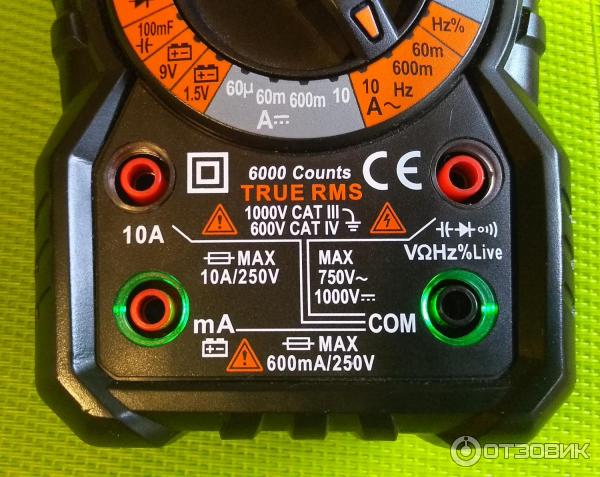 100mF
9V
1.5V
60µ 60m 600m 10
A
10
A~
60m
600m
Hz
Hz%
6000 Counts
TRUE RMS
CE
1000V CAT III
600V CAT IV
10A
MAX
10A/250V
MAX
750V~
1000V
VΩHz%Live
mA
COM
MAX
600mA/250V
ОТЗОВИК